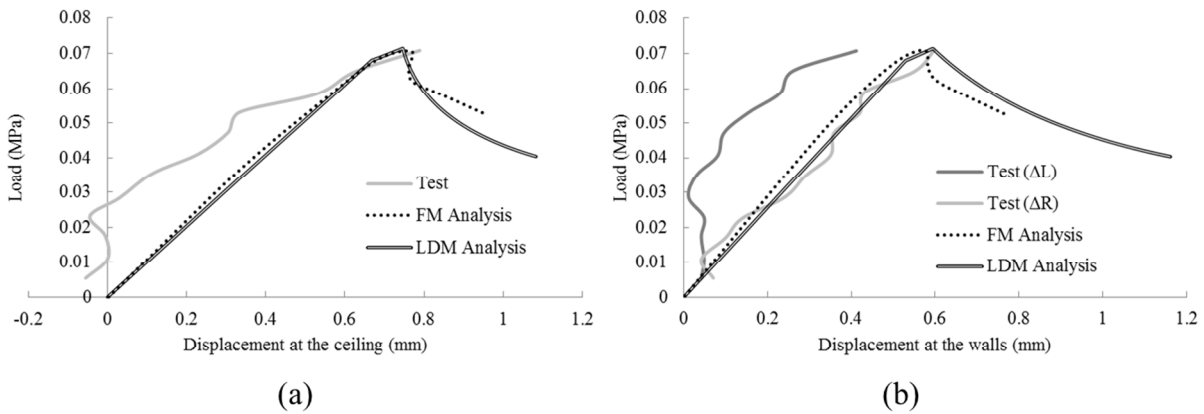 0.08
0.07
0.06
0.05
0.04
0.03
0.02
0.01
0
Load (MPa)
-0.2 0 0.2 0.4 0.6 0.8 1 1.2
Displacement at the ceiling (mm)
Test
FM Analysis
LDM Analysis
(a)
0.08
0.07
0.06
0.05
0.04
0.03
0.02
0.01
0
Load (MPa)
0 0.2 0.4 0.6 0.8 1 1.2
Displacement at the walls (mm)
Test (ΔL)
Test (ΔR)
FM Analysis
LDM Analysis
(b)